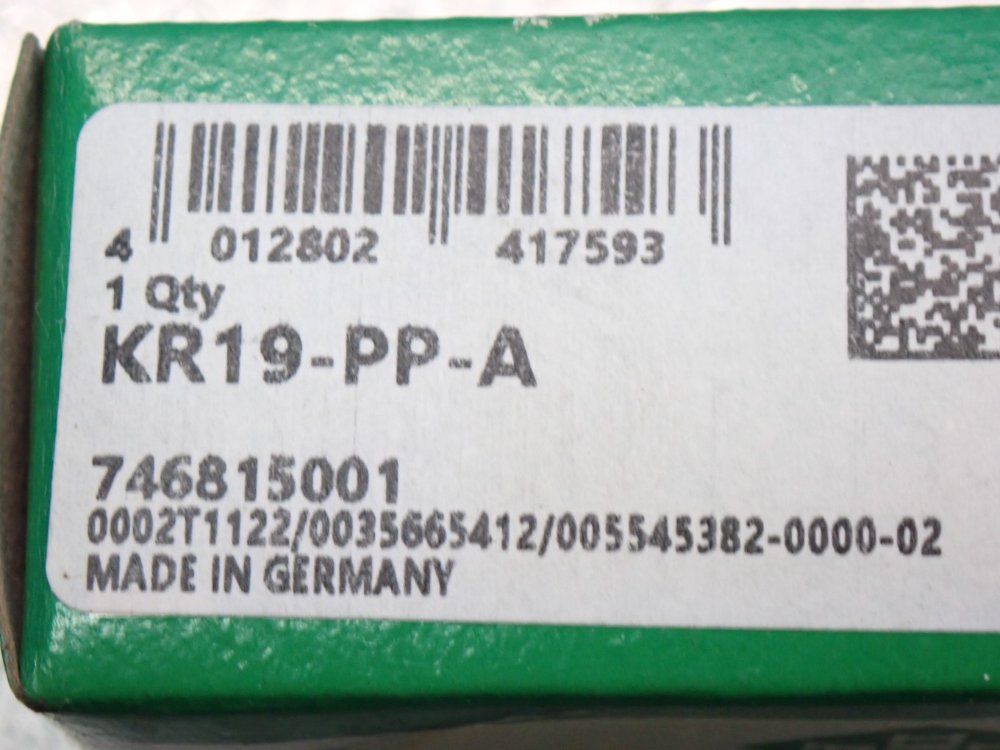 4 012802 417593
1 Qty
KR19-PP-A
746815001
0002T1122/0035665412/005545382-0000-02
MADE IN GERMANY